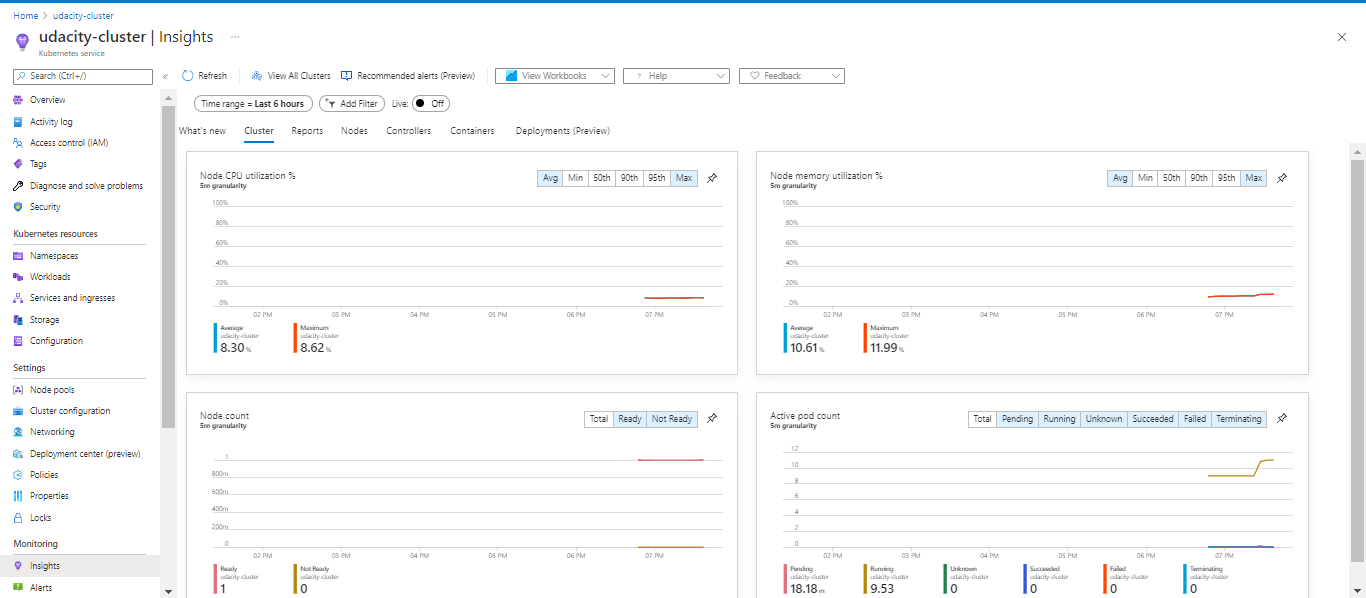 Home > udacity-cluster
udacity-cluster | Insights ...
Kubernetes service
Search (Ctrl+/) «
Refresh View All Clusters Recommended alerts (Preview) View Workbooks ? Help Feedback
Overview
Activity log
Access control (IAM)
Tags
Diagnose and solve problems
Security
Kubernetes resources
Namespaces
Workloads
Services and ingresses
Storage
Configuration
Settings
Node pools
Cluster configuration
Networking
Deployment center (preview)
Policies
Properties
Locks
Monitoring
Insights
Alerts
Time range = Last 6 hours Add Filter Live: Off
What's new Cluster Reports Nodes Controllers Containers Deployments (Preview)
Node CPU utilization %
5m granularity
Avg Min 50th 90th 95th Max
100%
80%
60%
40%
20%
0%
02 PM 03 PM 04 PM 05 PM 06 PM 07 PM
Average Maximum
udacity-cluster udacity-cluster
8.30 % 8.62 %
Node memory utilization %
5m granularity
Avg Min 50th 90th 95th Max
100%
80%
60%
40%
20%
0%
02 PM 03 PM 04 PM 05 PM 06 PM 07 PM
Average Maximum
udacity-cluster udacity-cluster
10.61 % 11.99 %
Node count
5m granularity
Total Ready Not Ready
1
800m
600m
400m
200m
0
02 PM 03 PM 04 PM 05 PM 06 PM 07 PM
Ready Not Ready
udacity-cluster udacity-cluster
1 0
Active pod count
5m granularity
Total Pending Running Unknown Succeeded Failed Terminating
12
10
8
6
4
2
0
02 PM 03 PM 04 PM 05 PM 06 PM 07 PM
Pending Running Unknown Succeeded Failed Terminating
udacity-cluster udacity-cluster udacity-cluster udacity-cluster udacity-cluster udacity-cluster
18.18 m 9.53 0 0 0 0